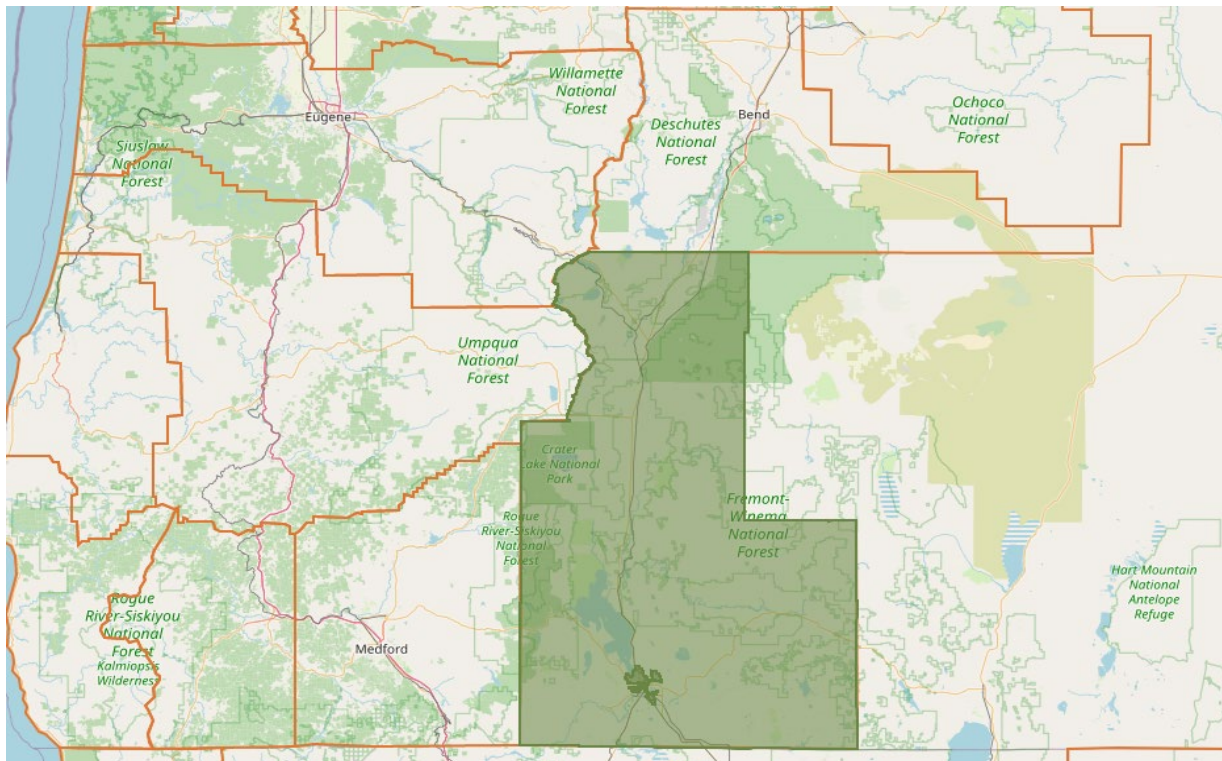 Willamette
National
Forest
Eugene
Bend
Deschutes
National
Forest
Ochoco
National
Forest
Siuslaw
National
Forest
Umpqua
National
Forest
Crater
Lake National
Park
Fremont-
Winema
National
Forest
Rogue
River-Siskiyou
National
Forest
Hart Mountain
National
Antelope
Refuge
Rogue
River-Siskiyou
National
Forest
Kalmiopsis
Wilderness
Medford